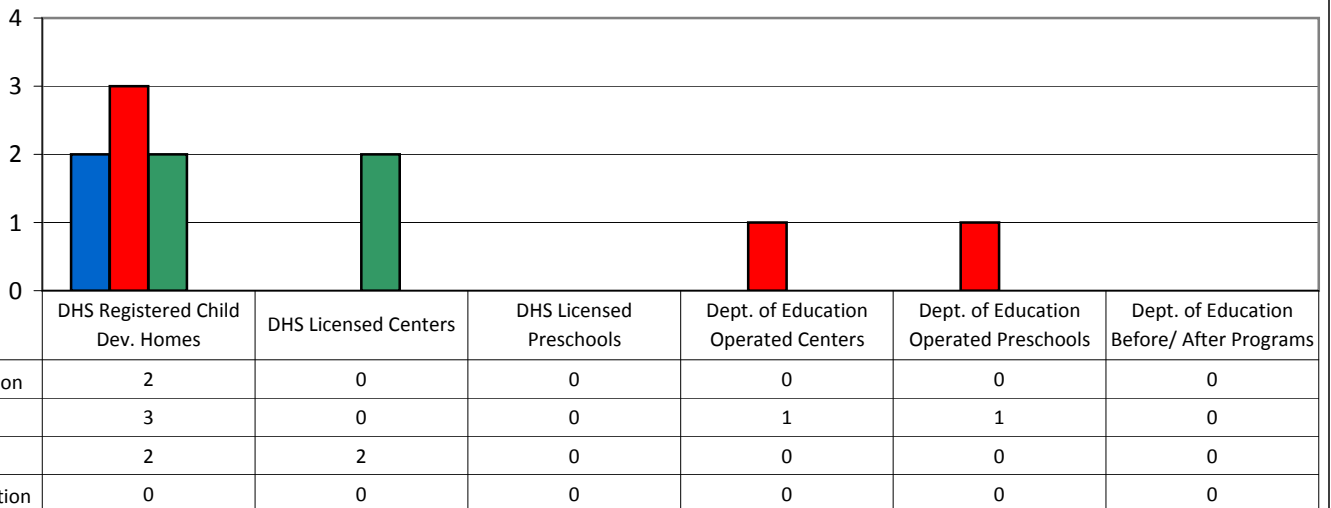 4
3
2
1
0
DHS Registered Child
Dev. Homes
DHS Licensed Centers
DHS Licensed
Preschools
Dept. of Education
Operated Centers
Dept. of Education
Operated Preschools
Dept. of Education
Before/ After Programs
on 2 0 0 0 0 0
3 0 0 1 1 0
2 2 0 0 0 0
tion 0 0 0 0 0 0